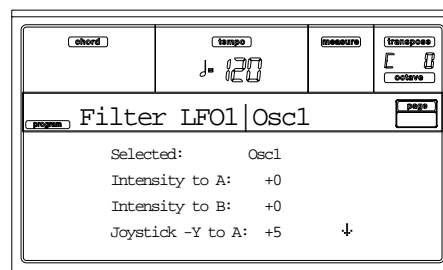 chord tempo measure transpose
♩= 120 C 0
octave
program Filter LFO1|Osc1 page
Selected: Osc1
Intensity to A: +0
Intensity to B: +0
Joystick -Y to A: +5